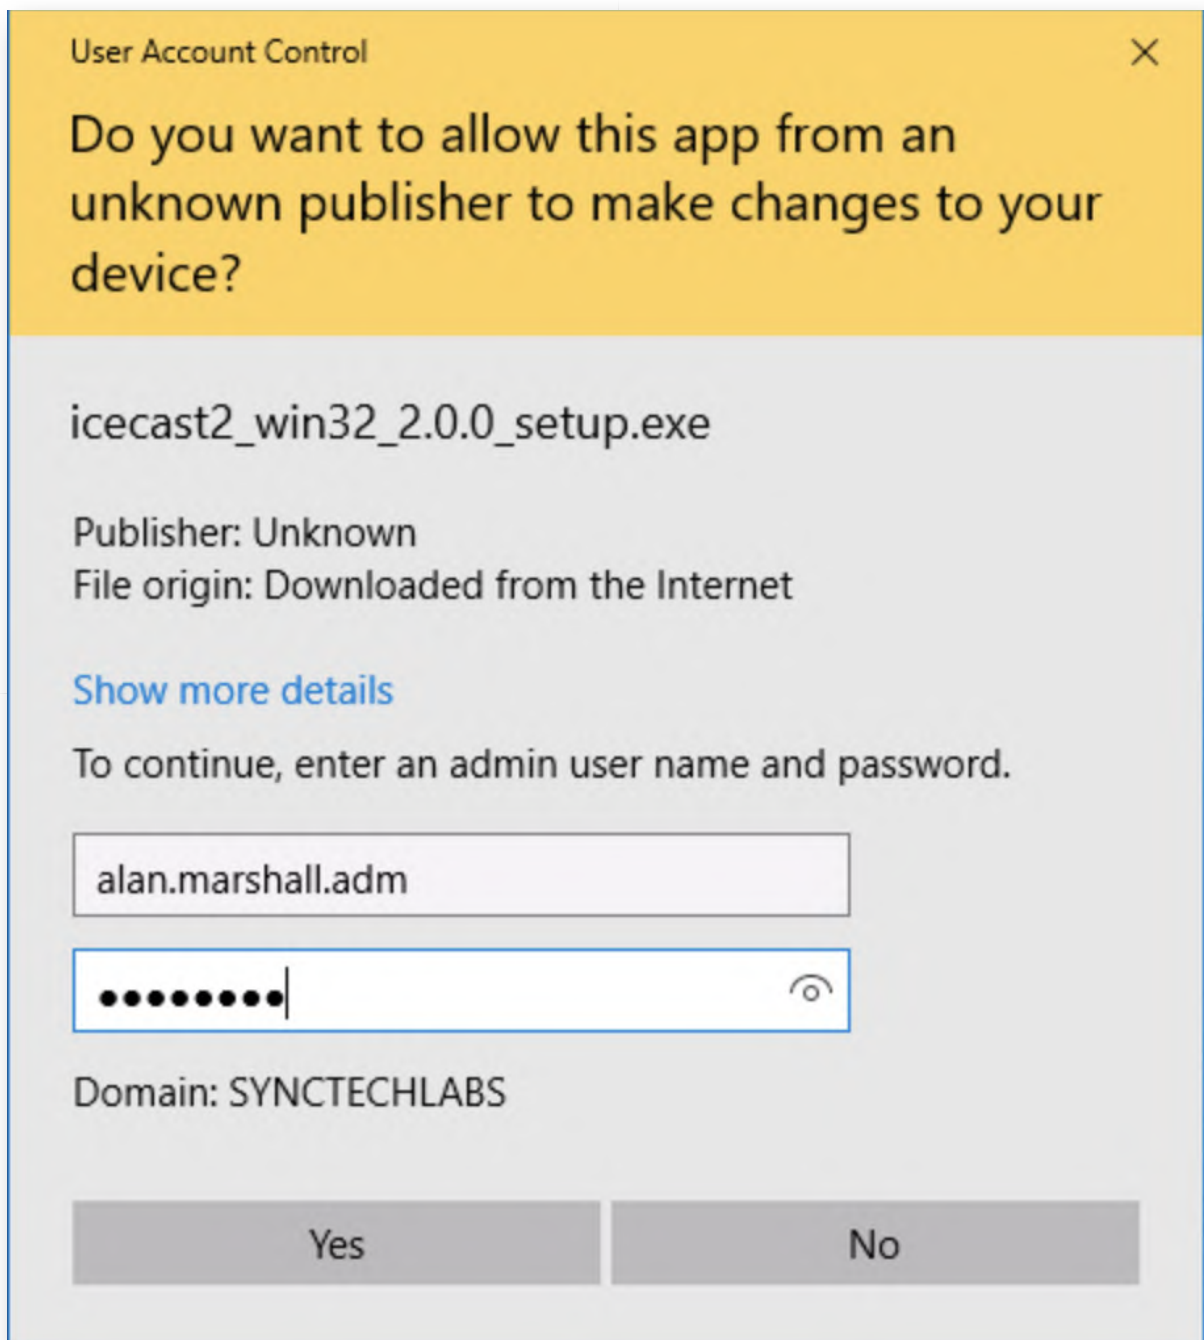 User Account Control
Do you want to allow this app from an
unknown publisher to make changes to your
device?
icecast2_win32_2.0.0_setup.exe
Publisher: Unknown
File origin: Downloaded from the Internet
Show more details
To continue, enter an admin user name and password.
alan.marshall.adm
••••••••
Domain: SYNCTECHLABS
Yes
No